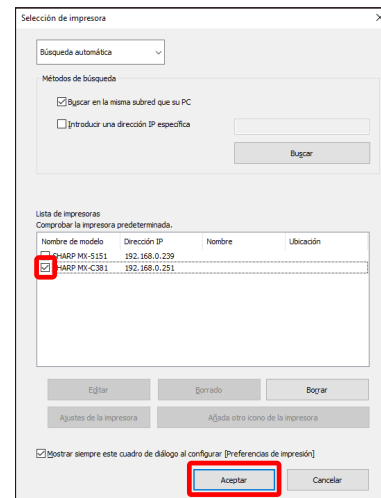 Selección de impresora
Búsqueda automática
Métodos de búsqueda
Buscar en la misma subred que su PC
Introducir una dirección IP específica
Buscar
Lista de impresoras
Comprobar la impresora predeterminada.
Nombre de modelo Dirección IP Nombre Ubicación
SHARP MX-5151 192.168.0.239
SHARP MX-C381 192.168.0.251
Editar Borrado Borrar
Ajustes de la impresora Añada otro icono de la impresora
Mostrar siempre este cuadro de diálogo al configurar [Preferencias de impresión]
Aceptar Cancelar